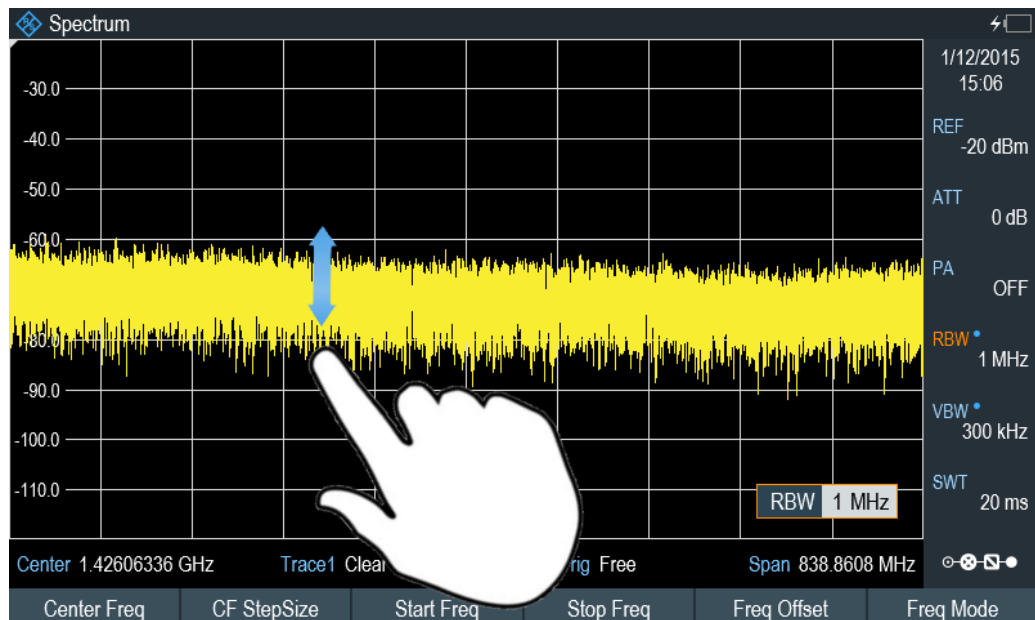 Spectrum
1/12/2015
15:06
-30.0
-40.0
-50.0
-60.0
-80.0
-90.0
-100.0
-110.0
REF
-20 dBm
ATT
0 dB
PA
OFF
RBW
1 MHz
VBW
300 kHz
SWT
20 ms
RBW 1 MHz
Center 1.42606336 GHz Trace1 Clear rig Free Span 838.8608 MHz
Center Freq CF StepSize Start Freq Stop Freq Freq Offset Freq Mode